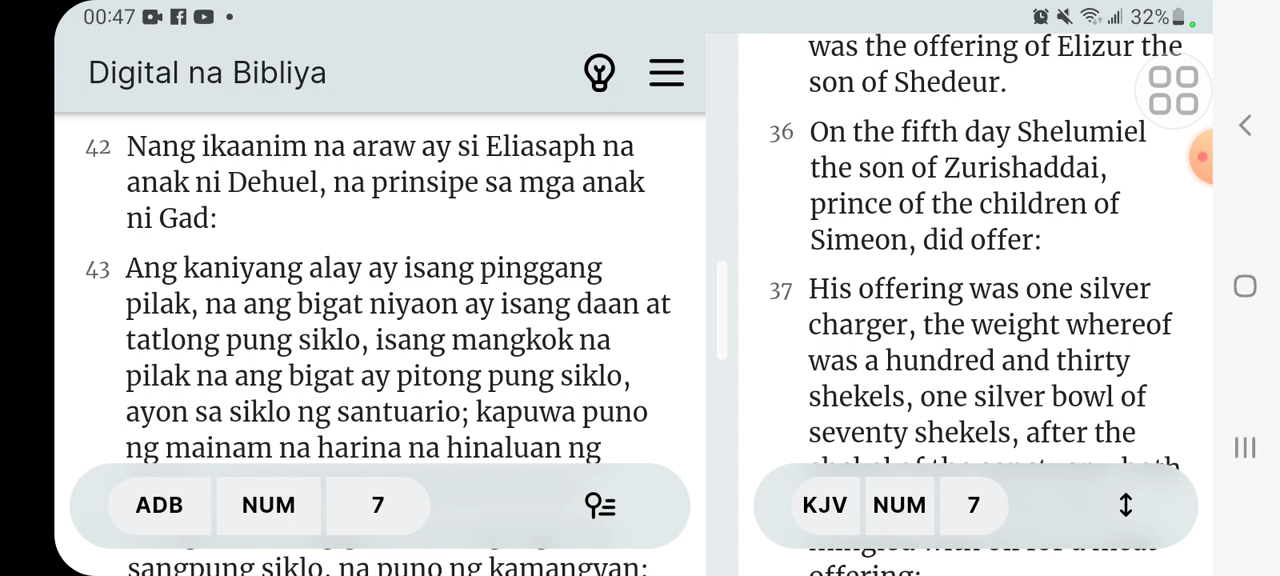 00:47
32%
Digital na Bibliya
42 Nang ikaanim na araw ay si Eliasaph na
anak ni Dehuel, na prinsipe sa mga anak
ni Gad:
43 Ang kaniyang alay ay isang pinggang
pilak, na ang bigat niyaon ay isang daan at
tatlong pung siklo, isang mangkok na
pilak na ang bigat ay pitong pung siklo,
ayon sa siklo ng santuario; kapuwa puno
ng mainam na harina na hinaluan ng
ADB NUM 7
sangpung siklo, na puno ng kamangyan;
was the offering of Elizur the
son of Shedeur.
36 On the fifth day Shelumiel
the son of Zurishaddai,
prince of the children of
Simeon, did offer:
37 His offering was one silver
charger, the weight whereof
was a hundred and thirty
shekels, one silver bowl of
seventy shekels, after the
KJV NUM 7
offering: